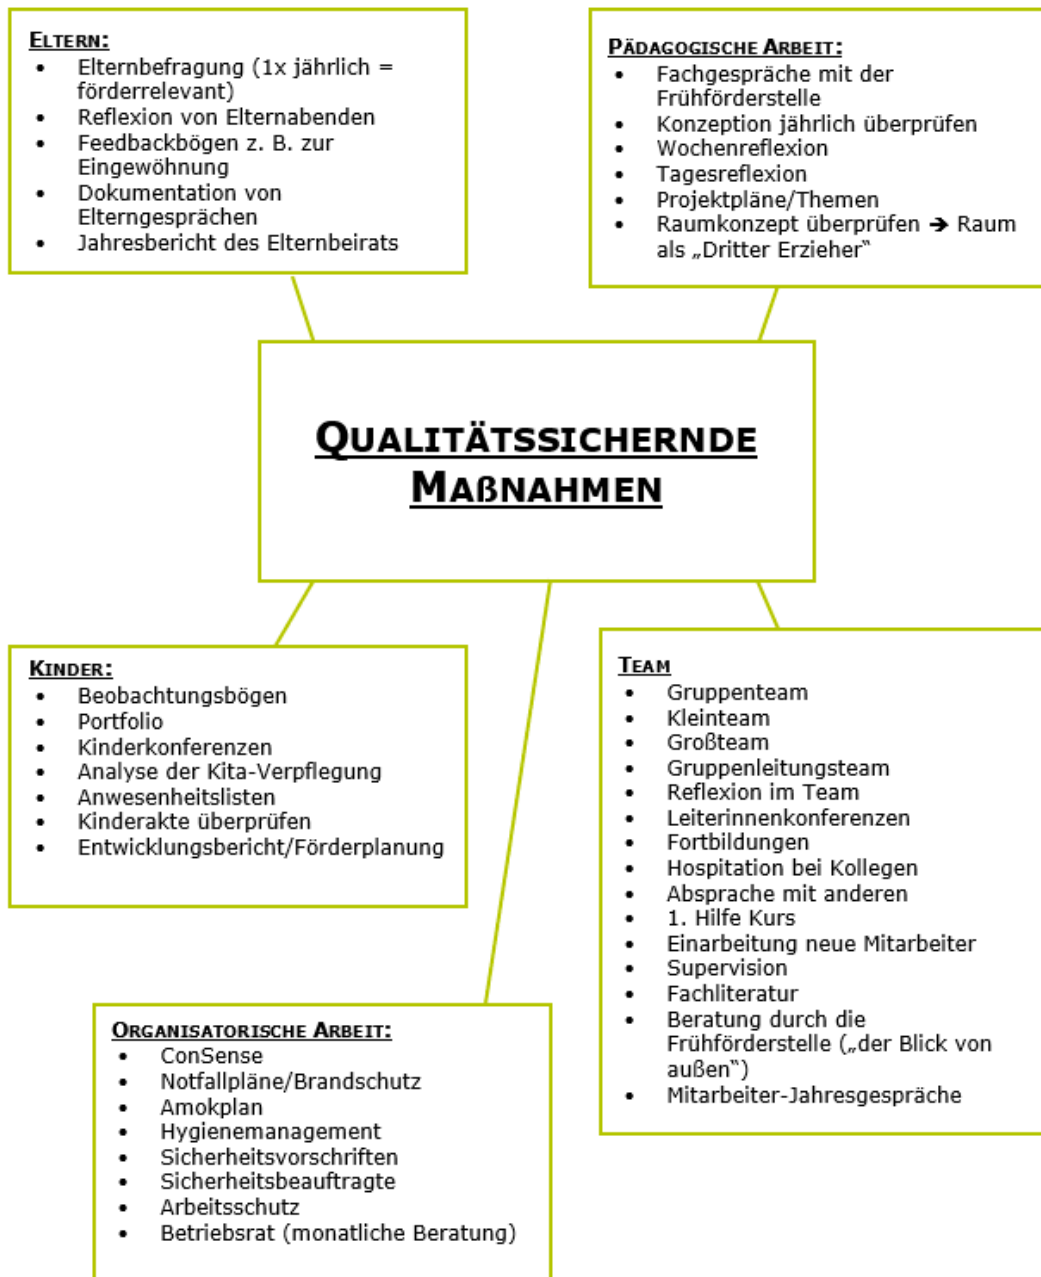 ELTERN:
• Elternbefragung (1x jährlich =
förderrelevant)
• Reflexion von Elternabenden
• Feedbackbögen z. B. zur
Eingewöhnung
• Dokumentation von
Elterngesprächen
• Jahresbericht des Elternbeirats
PÄDAGOGISCHE ARBEIT:
• Fachgespräche mit der
Frühförderstelle
• Konzeption jährlich überprüfen
• Wochenreflexion
• Tagesreflexion
• Projektpläne/Themen
• Raumkonzept überprüfen ➔ Raum
als „Dritter Erzieher“
QUALITÄTSSICHERNDE
MAßNAHMEN
KINDER:
• Beobachtungsbögen
• Portfolio
• Kinderkonferenzen
• Analyse der Kita-Verpflegung
• Anwesenheitslisten
• Kinderakte überprüfen
• Entwicklungsbericht/Förderplanung
TEAM
• Gruppenteam
• Kleinteam
• Großteam
• Gruppenleitungsteam
• Reflexion im Team
• Leiterinnenkonferenzen
• Fortbildungen
• Hospitation bei Kollegen
• Absprache mit anderen
• 1. Hilfe Kurs
• Einarbeitung neue Mitarbeiter
• Supervision
• Fachliteratur
• Beratung durch die
Frühförderstelle („der Blick von
außen“)
• Mitarbeiter-Jahresgespräche
ORGANISATORISCHE ARBEIT:
• ConSense
• Notfallpläne/Brandschutz
• Amokplan
• Hygienemanagement
• Sicherheitsvorschriften
• Sicherheitsbeauftragte
• Arbeitsschutz
• Betriebsrat (monatliche Beratung)